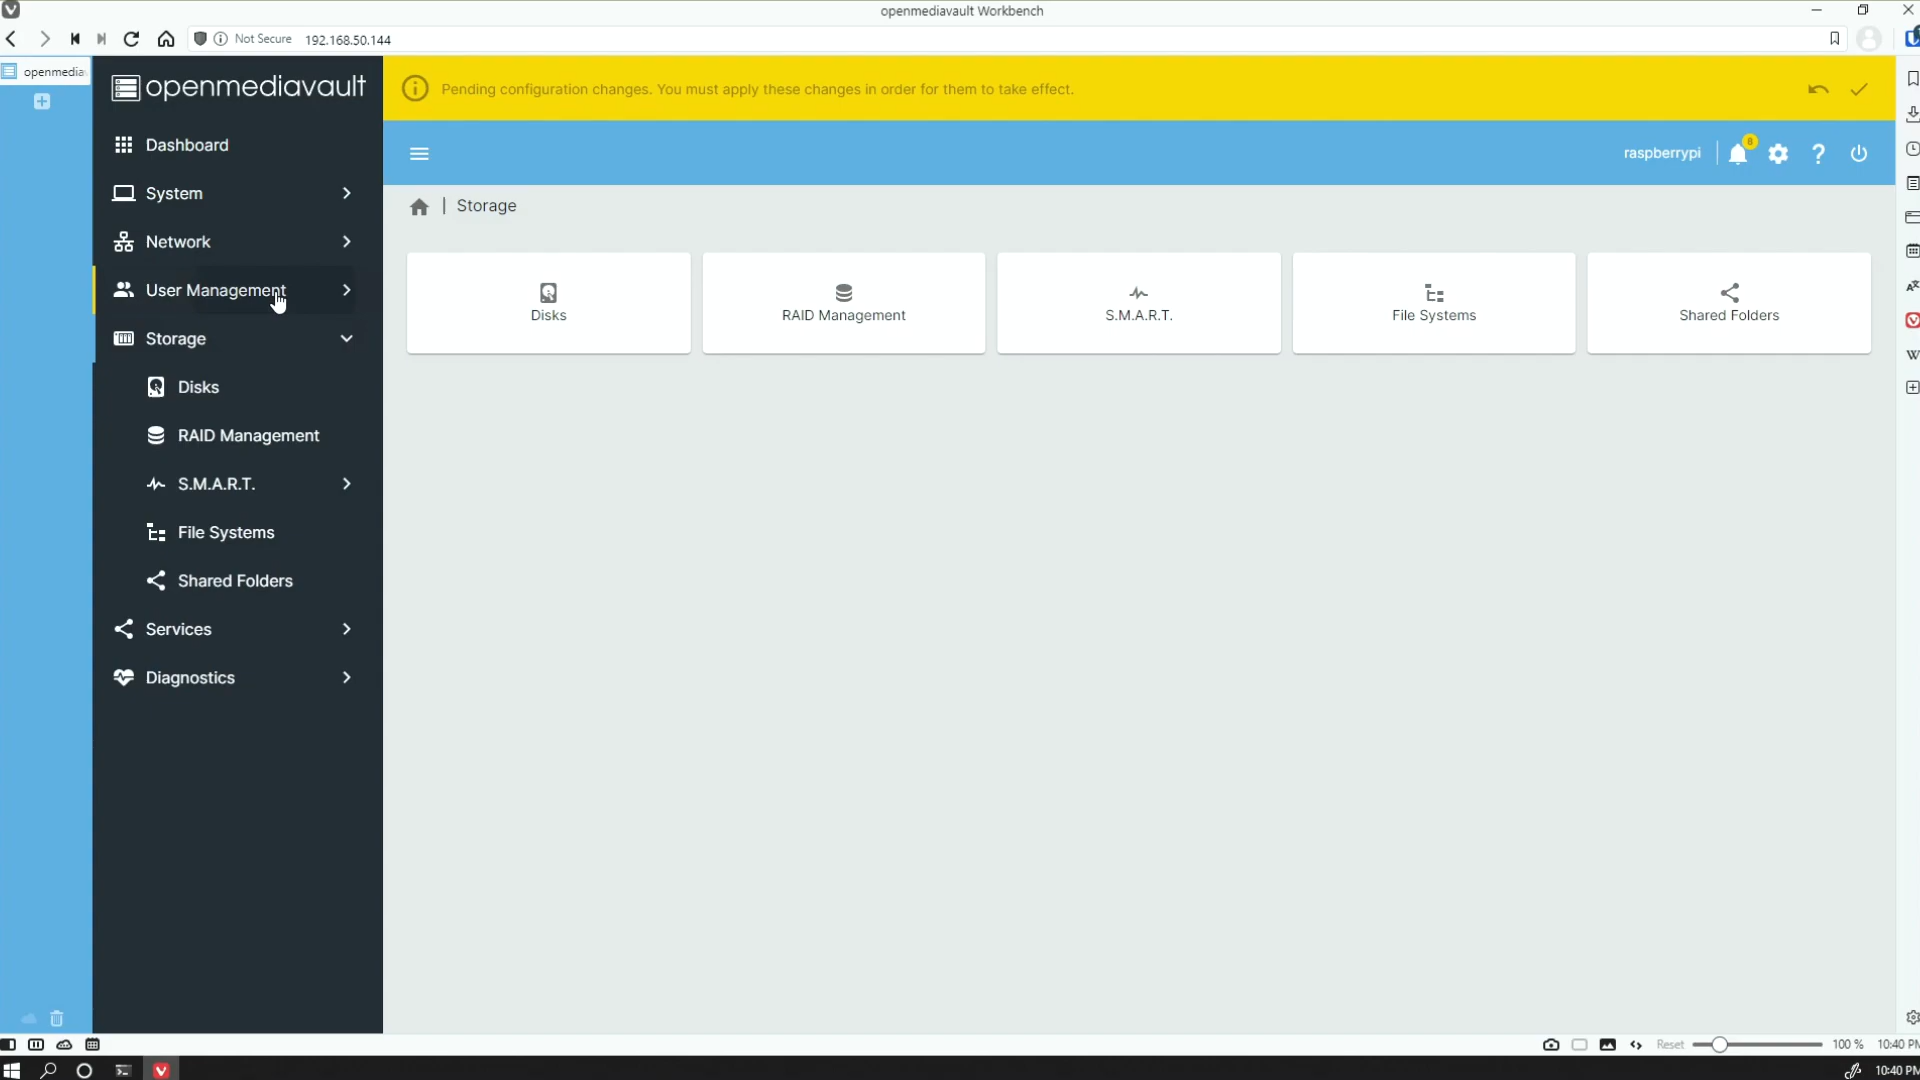 openmediavault Workbench
Not Secure 192.168.50.144
openmedia
openmediavault
Pending configuration changes. You must apply these changes in order for them to take effect.
Dashboard
System
Network
User Management
Storage
Disks
RAID Management
S.M.A.R.T.
File Systems
Shared Folders
Services
Diagnostics
raspberrypi
8
?
| Storage
Disks
RAID Management
S.M.A.R.T.
File Systems
Shared Folders
Reset
100 %
10:40 PM
10:40 PM